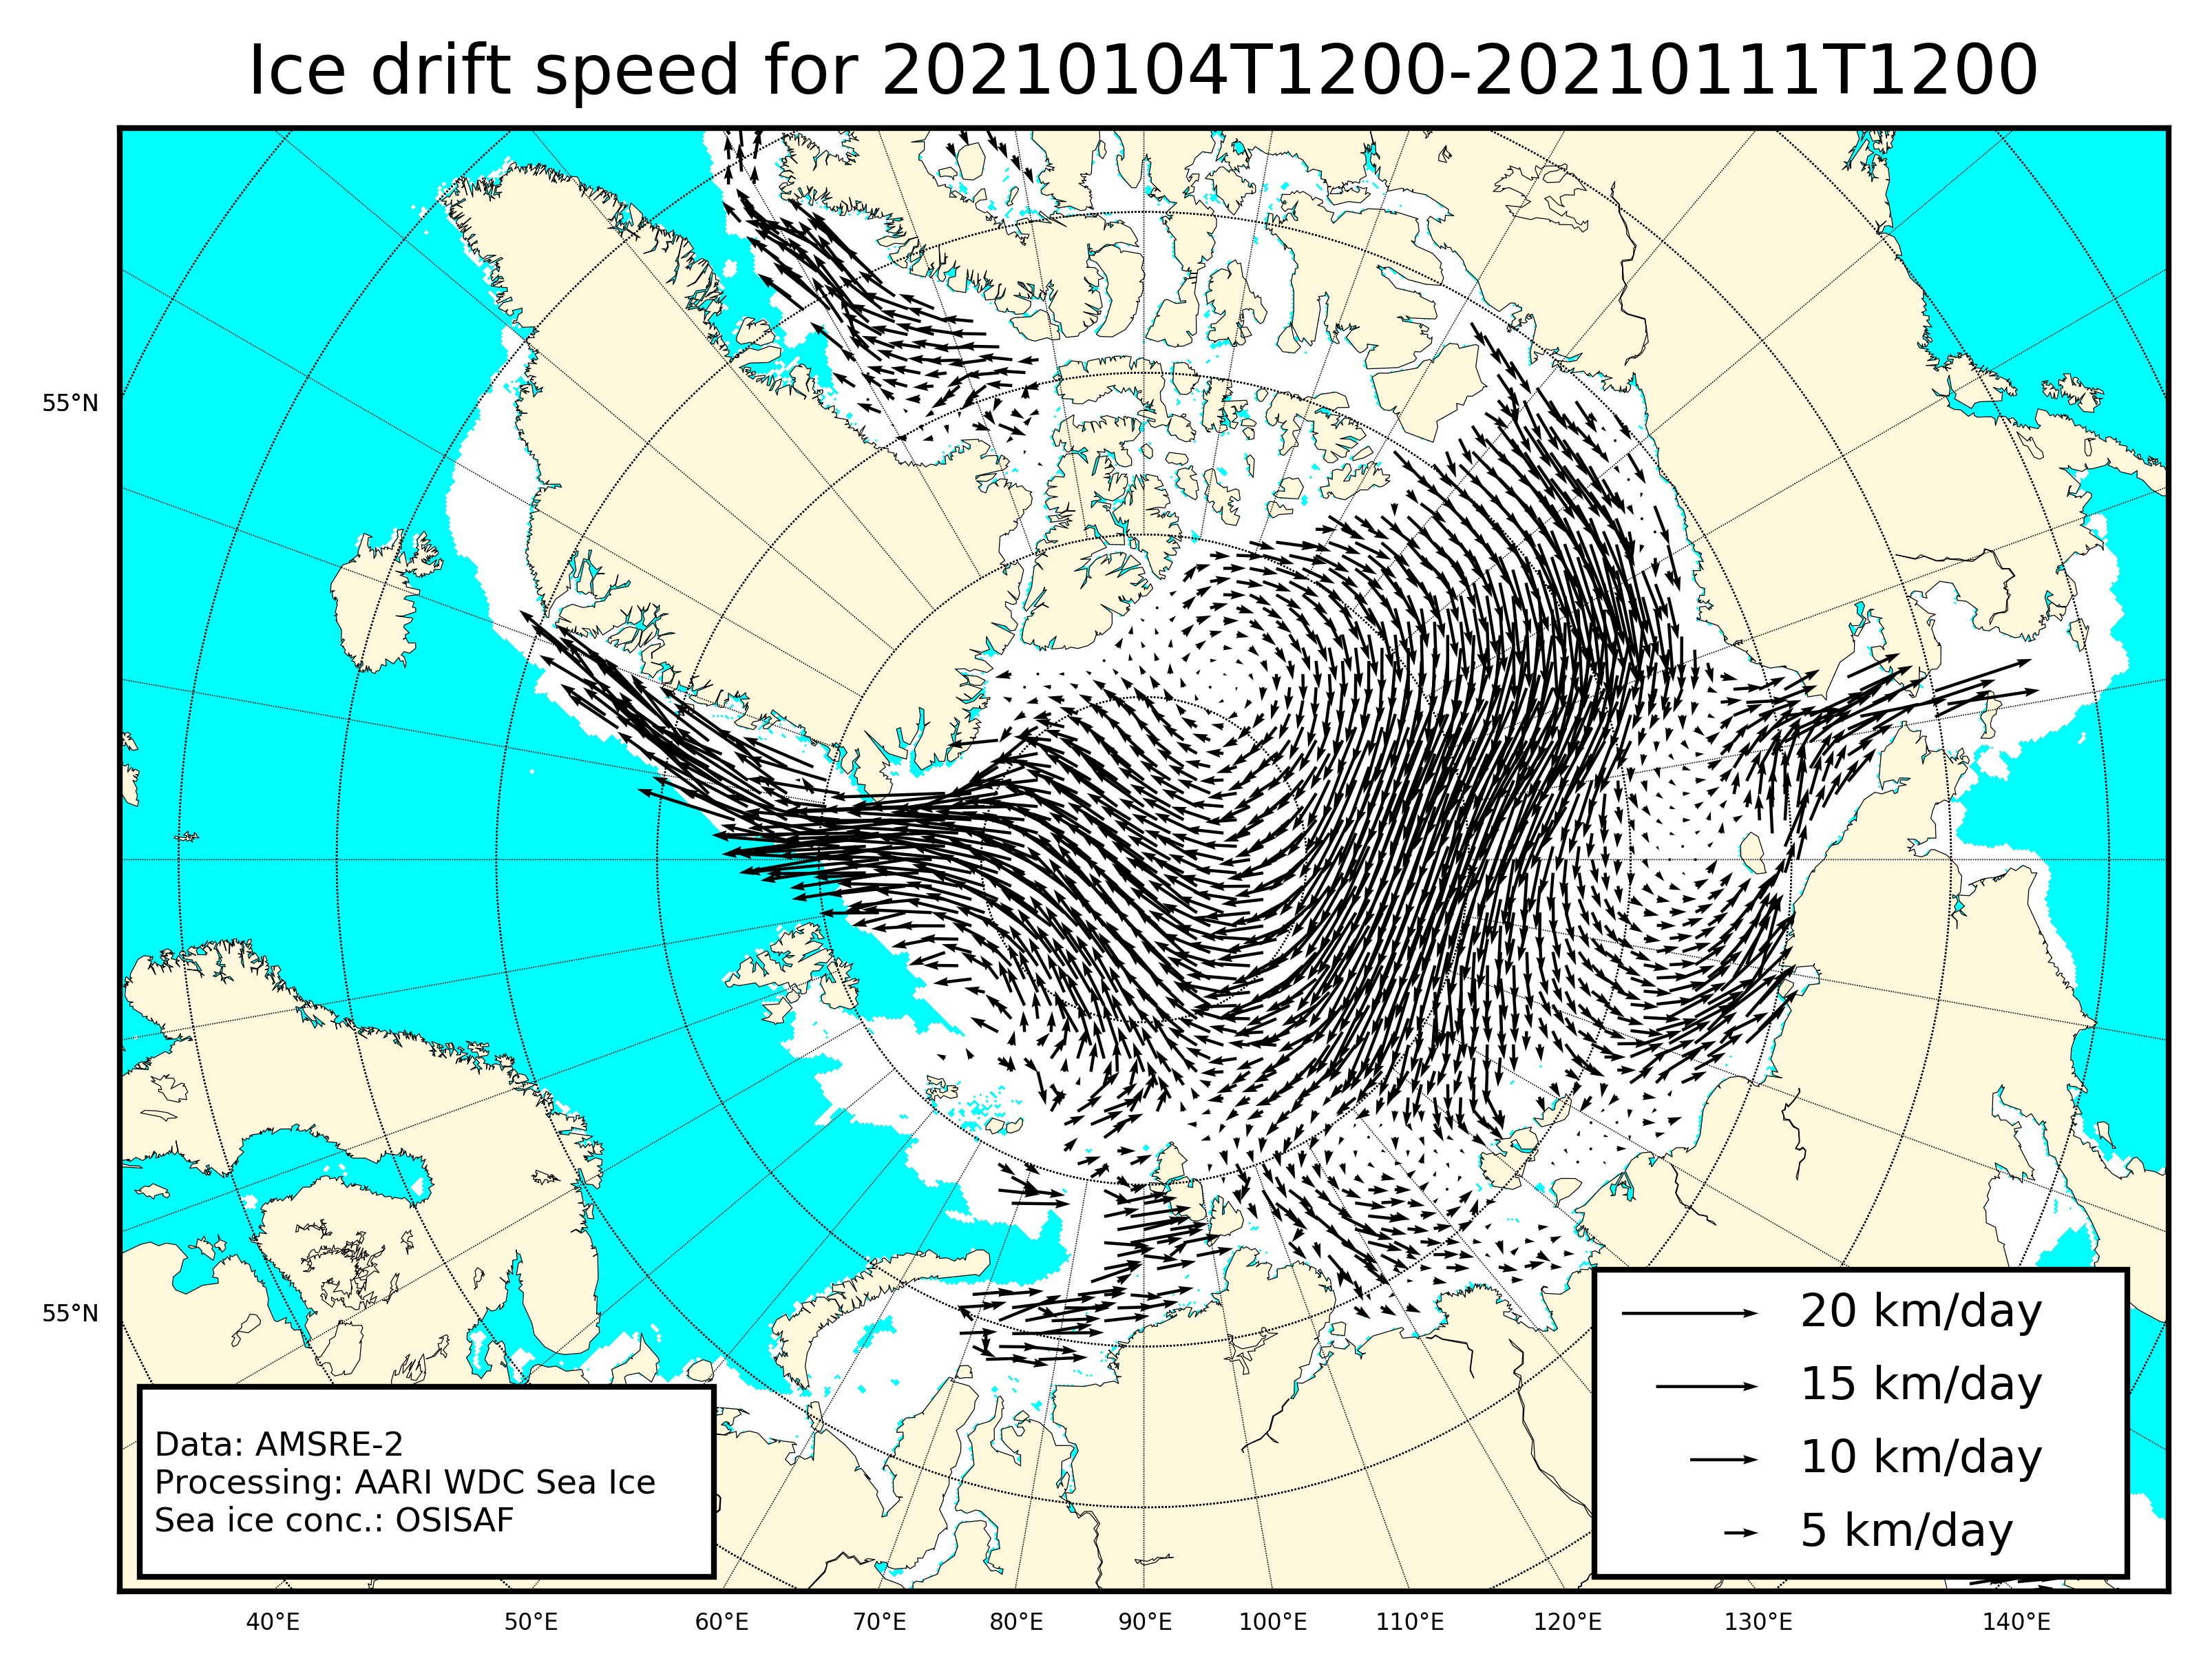 Ice drift speed for 20210104T1200-20210111T1200
55°N
55°N
20 km/day
15 km/day
10 km/day
5 km/day
Data: AMSRE-2
Processing: AARI WDC Sea Ice
Sea ice conc.: OSISAF
40°E 50°E 60°E 70°E 80°E 90°E 100°E 110°E 120°E 130°E 140°E